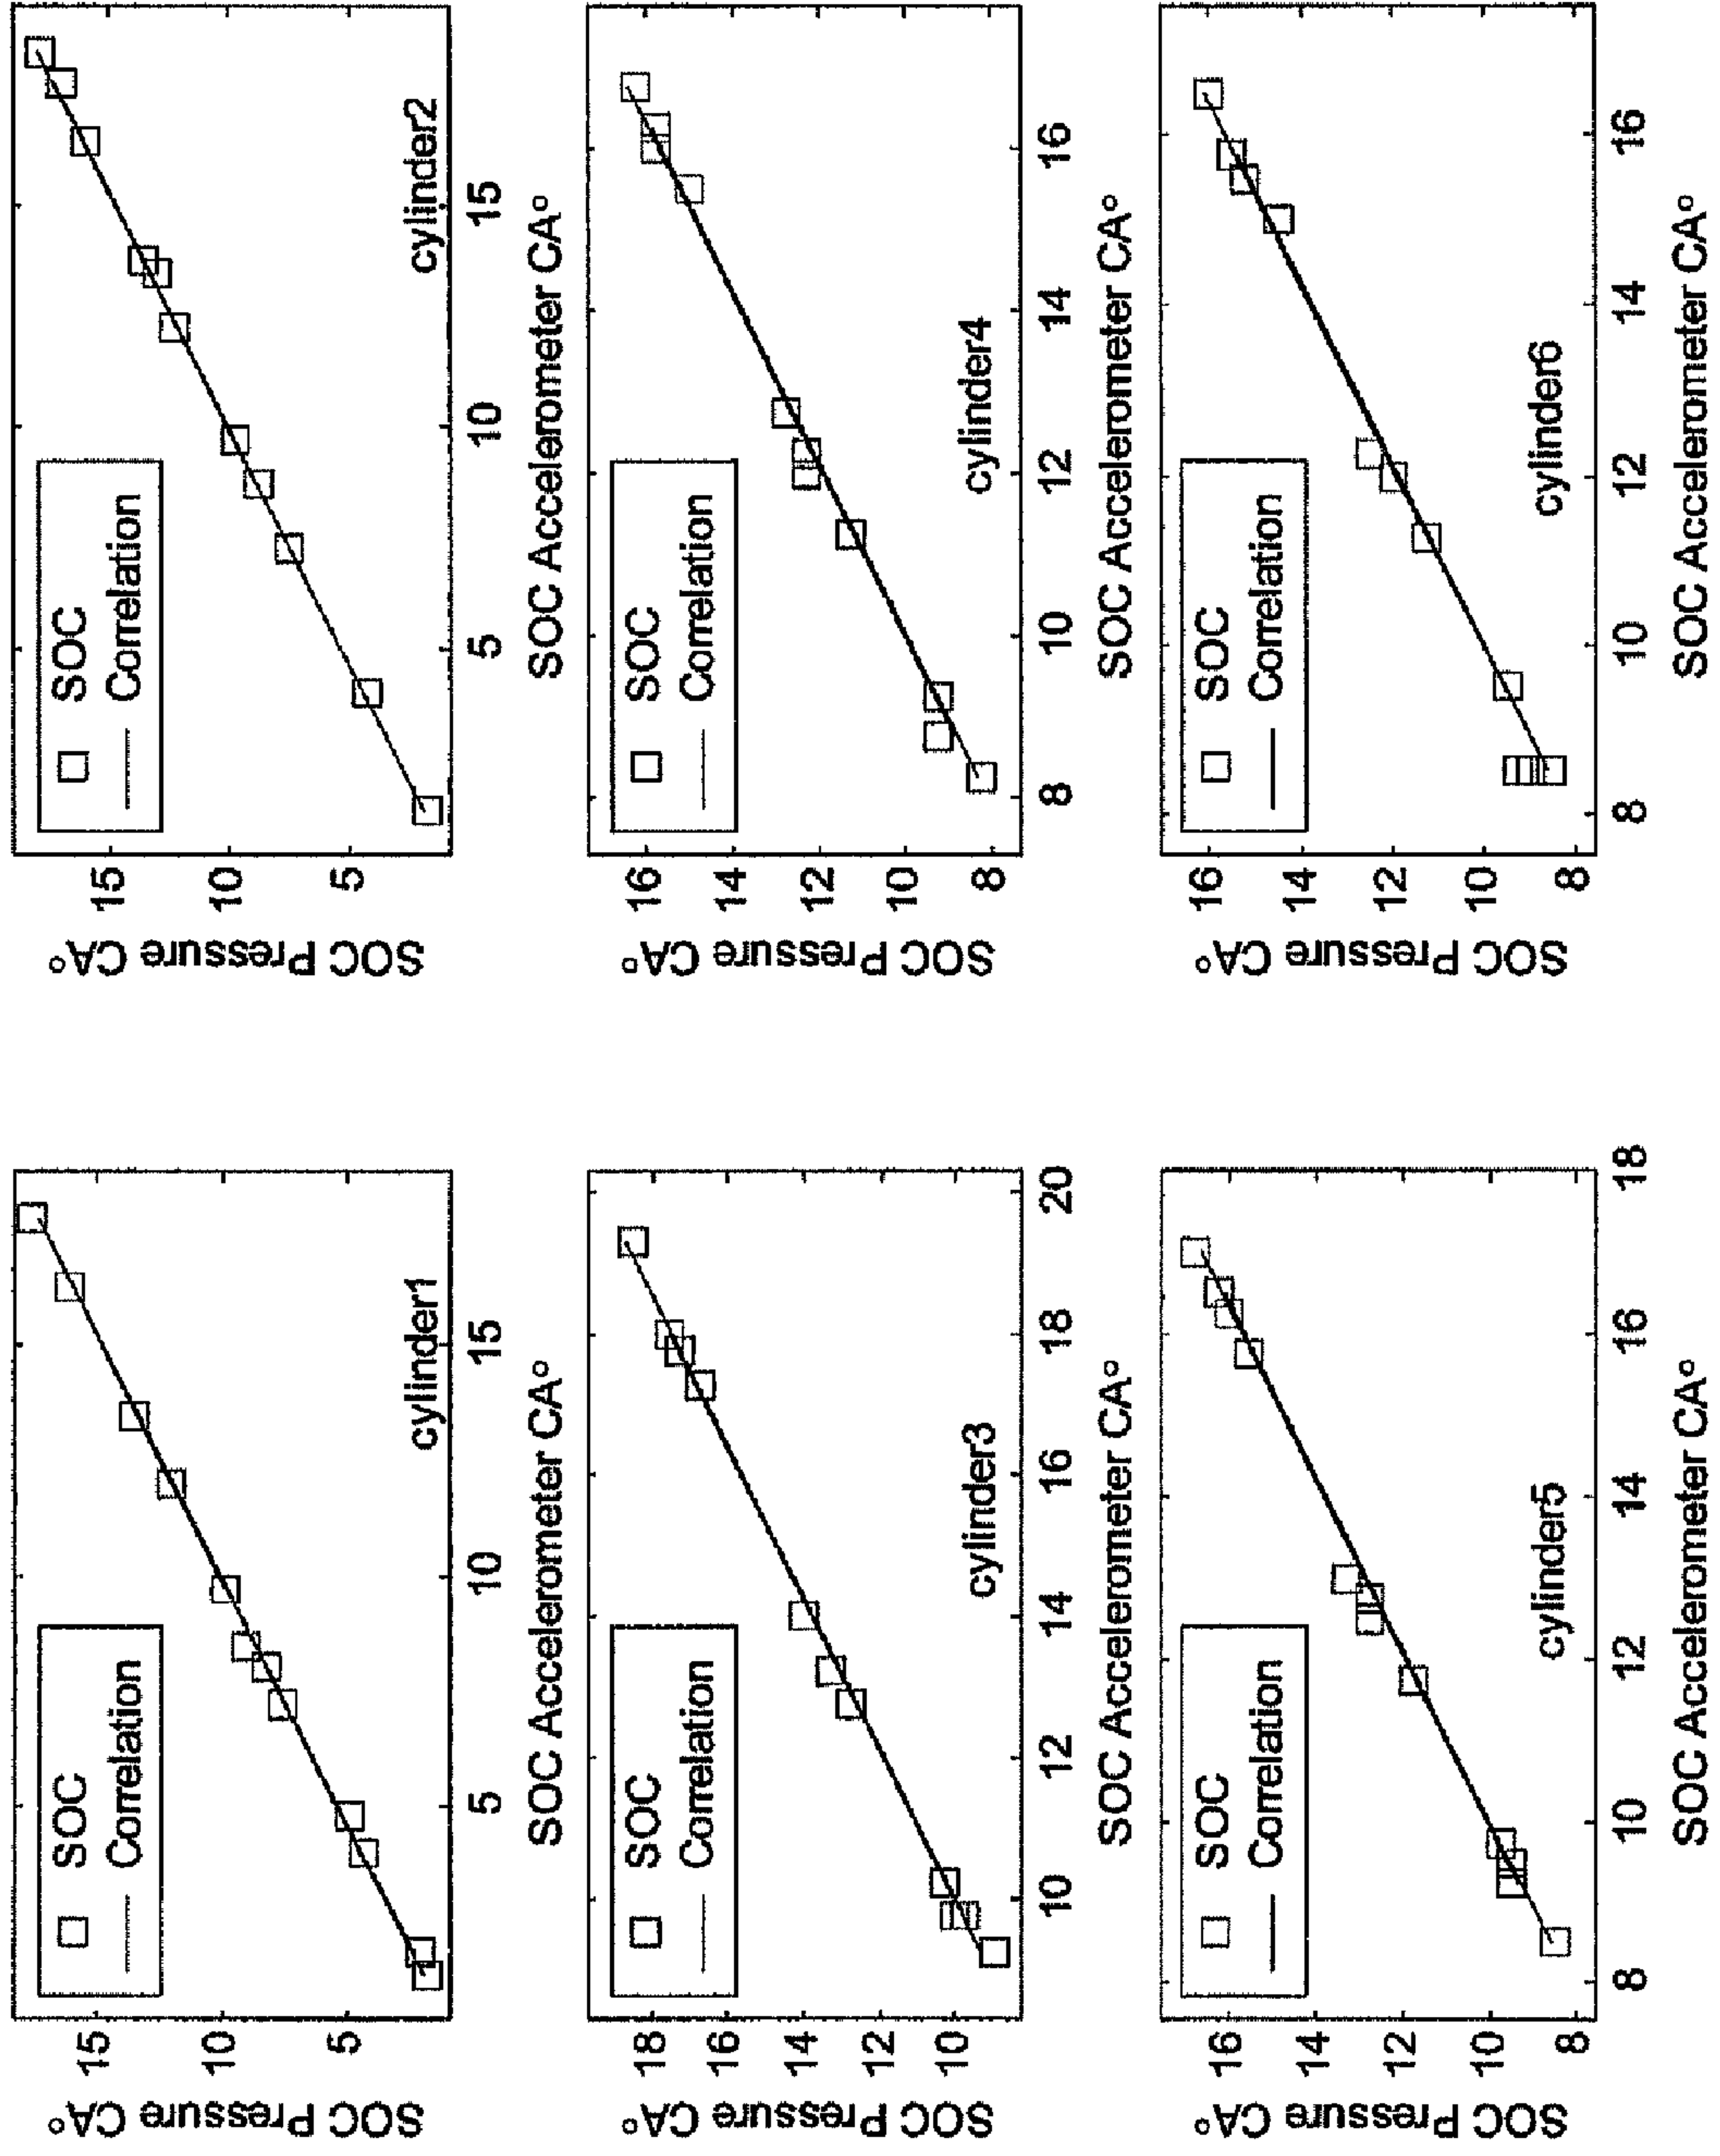 SOC Pressure CA°
15
10
5
SOC
Correlation
cylinder1
5 10 15
SOC Accelerometer CA°
SOC Pressure CA°
15
10
5
SOC
Correlation
cylinder2
5 10 15
SOC Accelerometer CA°
SOC Pressure CA°
18
16
14
12
10
SOC
Correlation
cylinder3
10 12 14 16 18 20
SOC Accelerometer CA°
SOC Pressure CA°
16
14
12
10
8
SOC
Correlation
cylinder4
8 10 12 14 16
SOC Accelerometer CA°
SOC Pressure CA°
16
14
12
10
8
SOC
Correlation
cylinder5
8 10 12 14 16 18
SOC Accelerometer CA°
SOC Pressure CA°
16
14
12
10
8
SOC
Correlation
cylinder6
8 10 12 14 16
SOC Accelerometer CA°